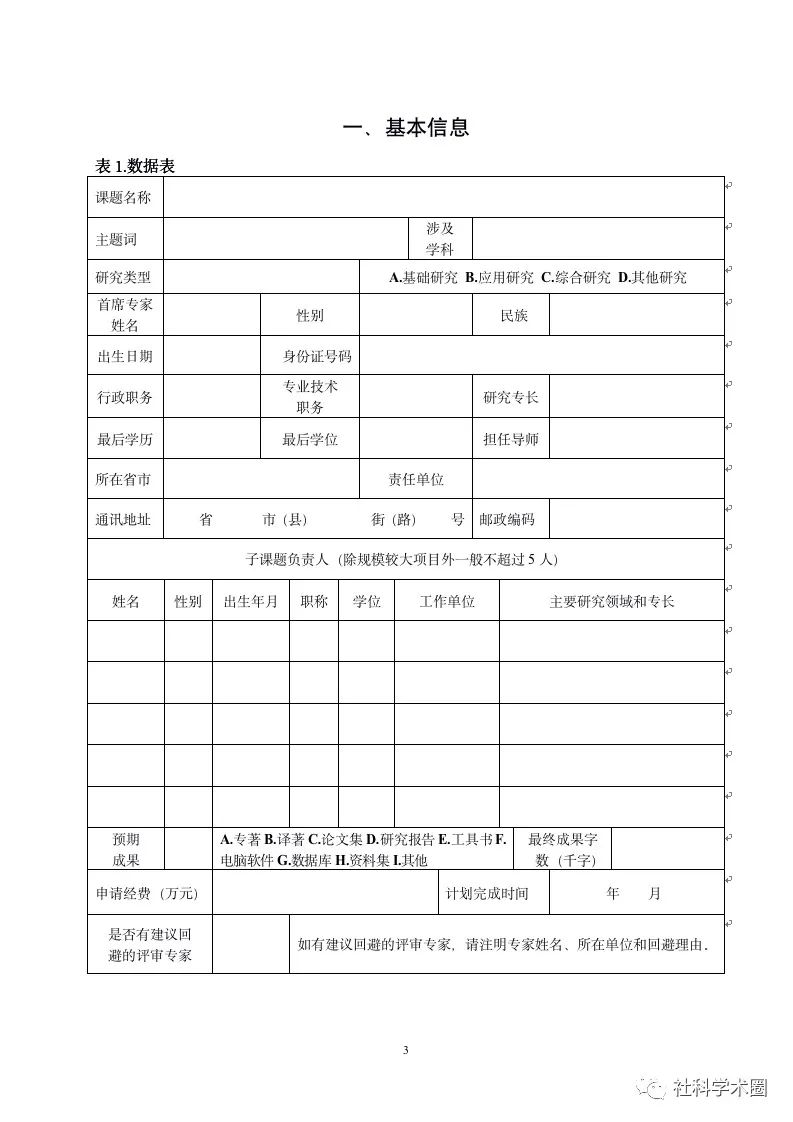 一、基本信息
表 1.数据表
课题名称
主题词
涉及
学科
研究类型
A.基础研究 B.应用研究 C.综合研究 D.其他研究
首席专家
姓名
性别
民族
出生日期
身份证号码
行政职务
专业技术
职务
研究专长
最后学历
最后学位
担任导师
所在省市
责任单位
通讯地址
省 市（县） 街（路） 号
邮政编码
子课题负责人（除规模较大项目外一般不超过 5 人）
姓名 性别 出生年月 职称 学位 工作单位 主要研究领域和专长
预期
成果
A.专著 B.译著 C.论文集 D.研究报告 E.工具书 F.
电脑软件 G.数据库 H.资料集 I.其他
最终成果字
数（千字）
申请经费（万元）
计划完成时间
年 月
是否有建议回
避的评审专家
如有建议回避的评审专家，请注明专家姓名、所在单位和回避理由.
3
社科学术圈